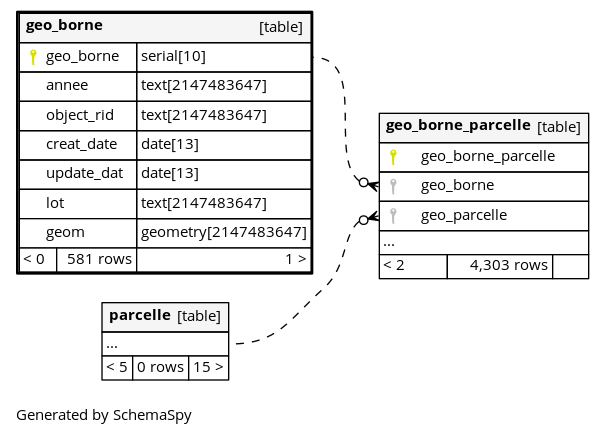 geo_borne [table]
geo_borne serial[10]
annee text[2147483647]
object_rid text[2147483647]
creat_date date[13]
update_dat date[13]
lot text[2147483647]
geom geometry[2147483647]
< 0 581 rows 1 >
geo_borne_parcelle [table]
geo_borne_parcelle
geo_borne
geo_parcelle
...
< 2 4,303 rows
parcelle [table]
...
< 5 0 rows 15 >
Generated by SchemaSpy